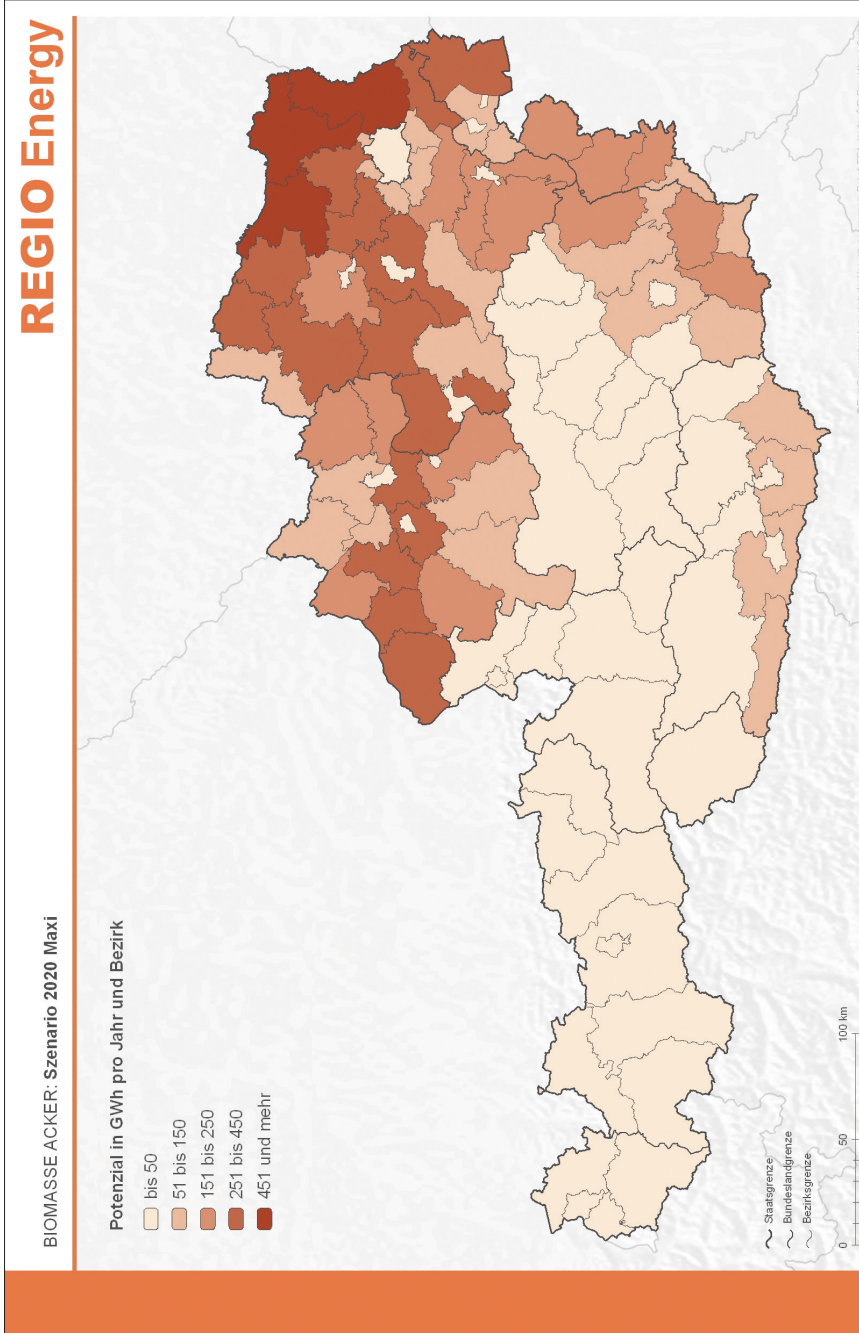 REGIO Energy
BIOMASSE ACKER: Szenario 2020 Maxi
Potenzial in GWh pro Jahr und Bezirk
bis 50
51 bis 150
151 bis 250
251 bis 450
451 und mehr
Staatsgrenze
Bundeslandgrenze
Bezirksgrenze
0 50 100 km